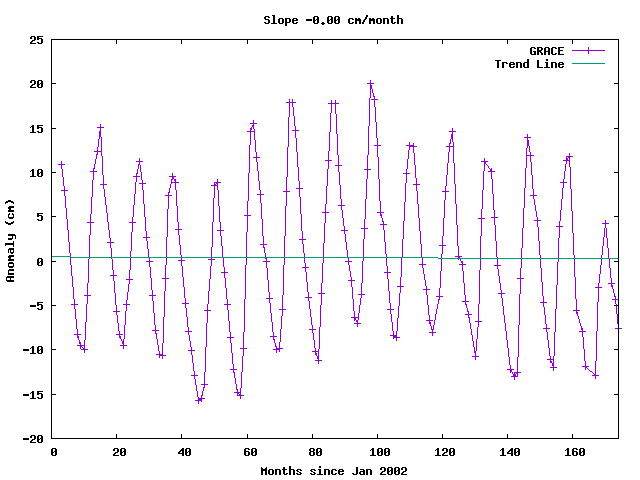 Slope -0.00 cm/month
25
20
15
10
5
0
-5
-10
-15
-20
Anomaly (cm)
GRACE
Trend Line
0 20 40 60 80 100 120 140 160
Months since Jan 2002